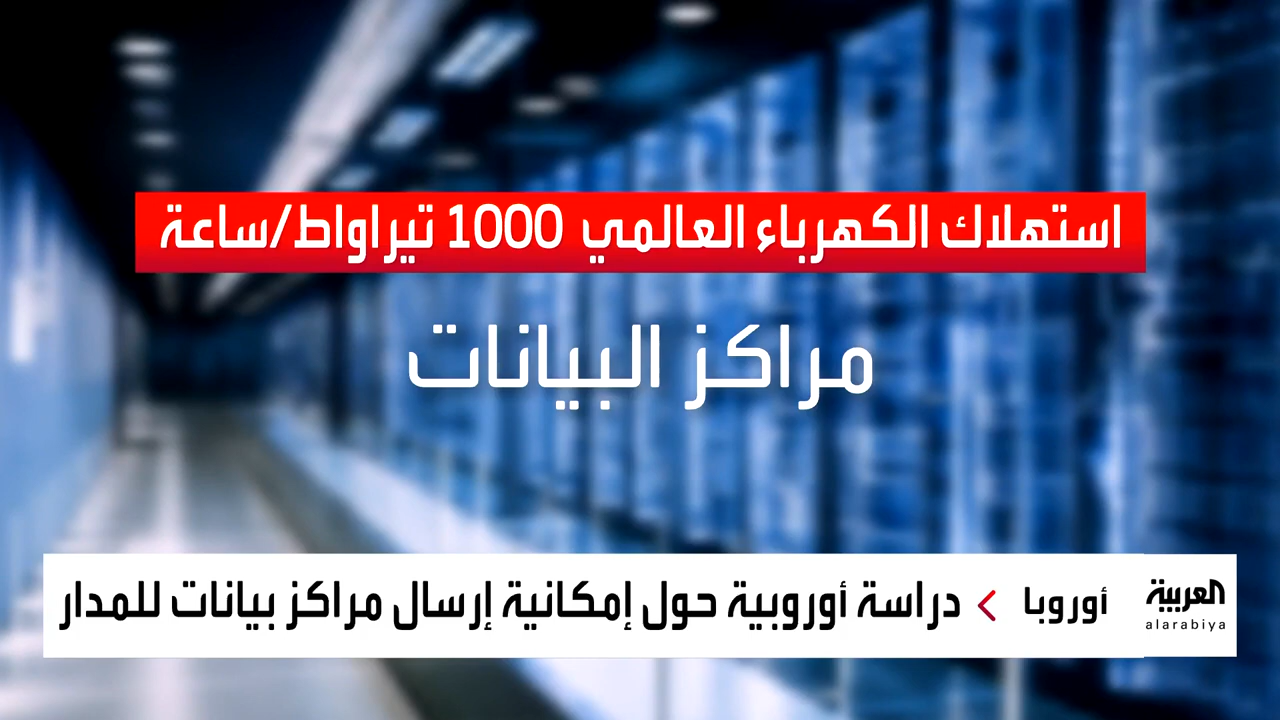 استهلاك الكهرباء العالمي 1000 تيراواط/ساعة
مراكز البيانات
العربية
alarabiya
أوروبا > دراسة أوروبية حول إمكانية إرسال مراكز بيانات للمدار